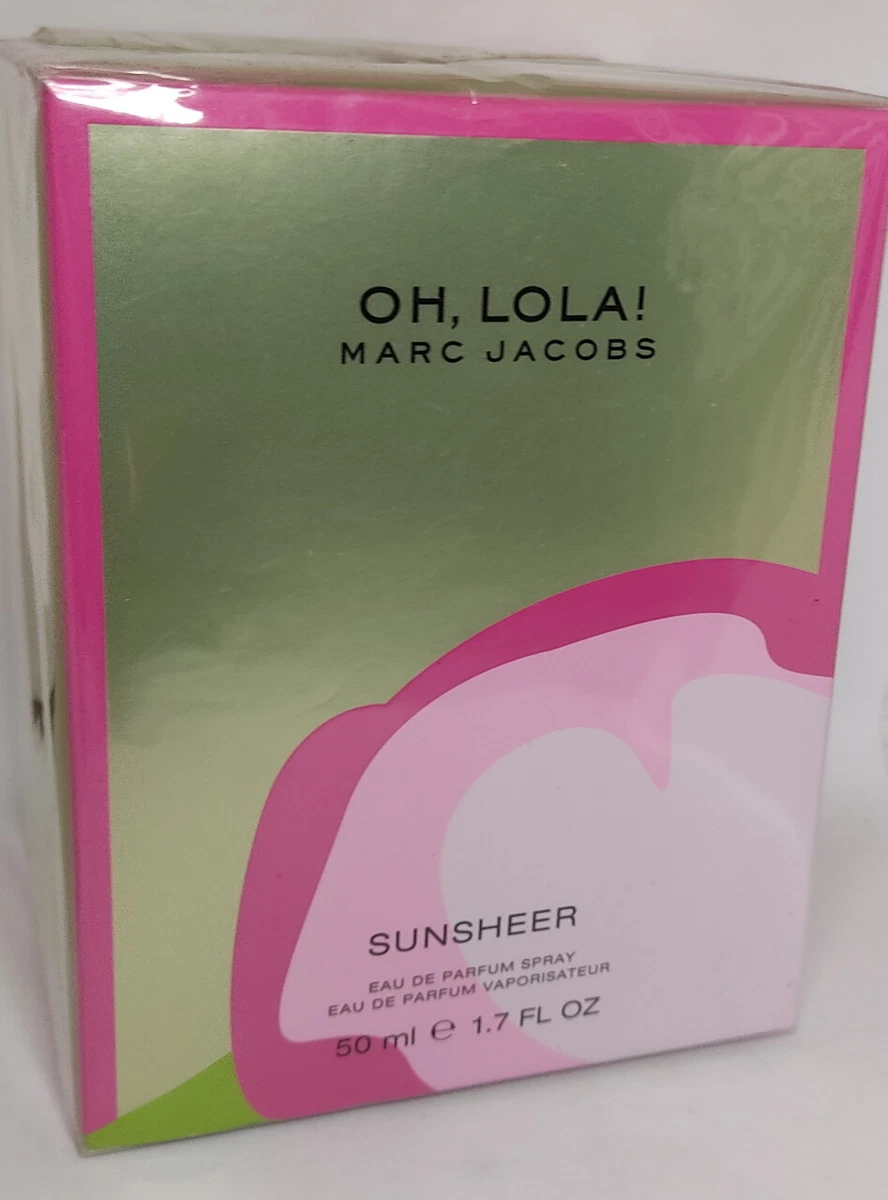 OH, LOLA!
MARC JACOBS
SUNSHEER
EAU DE PARFUM SPRAY
EAU DE PARFUM VAPORISATEUR
50 ml ℮ 1.7 FL OZ